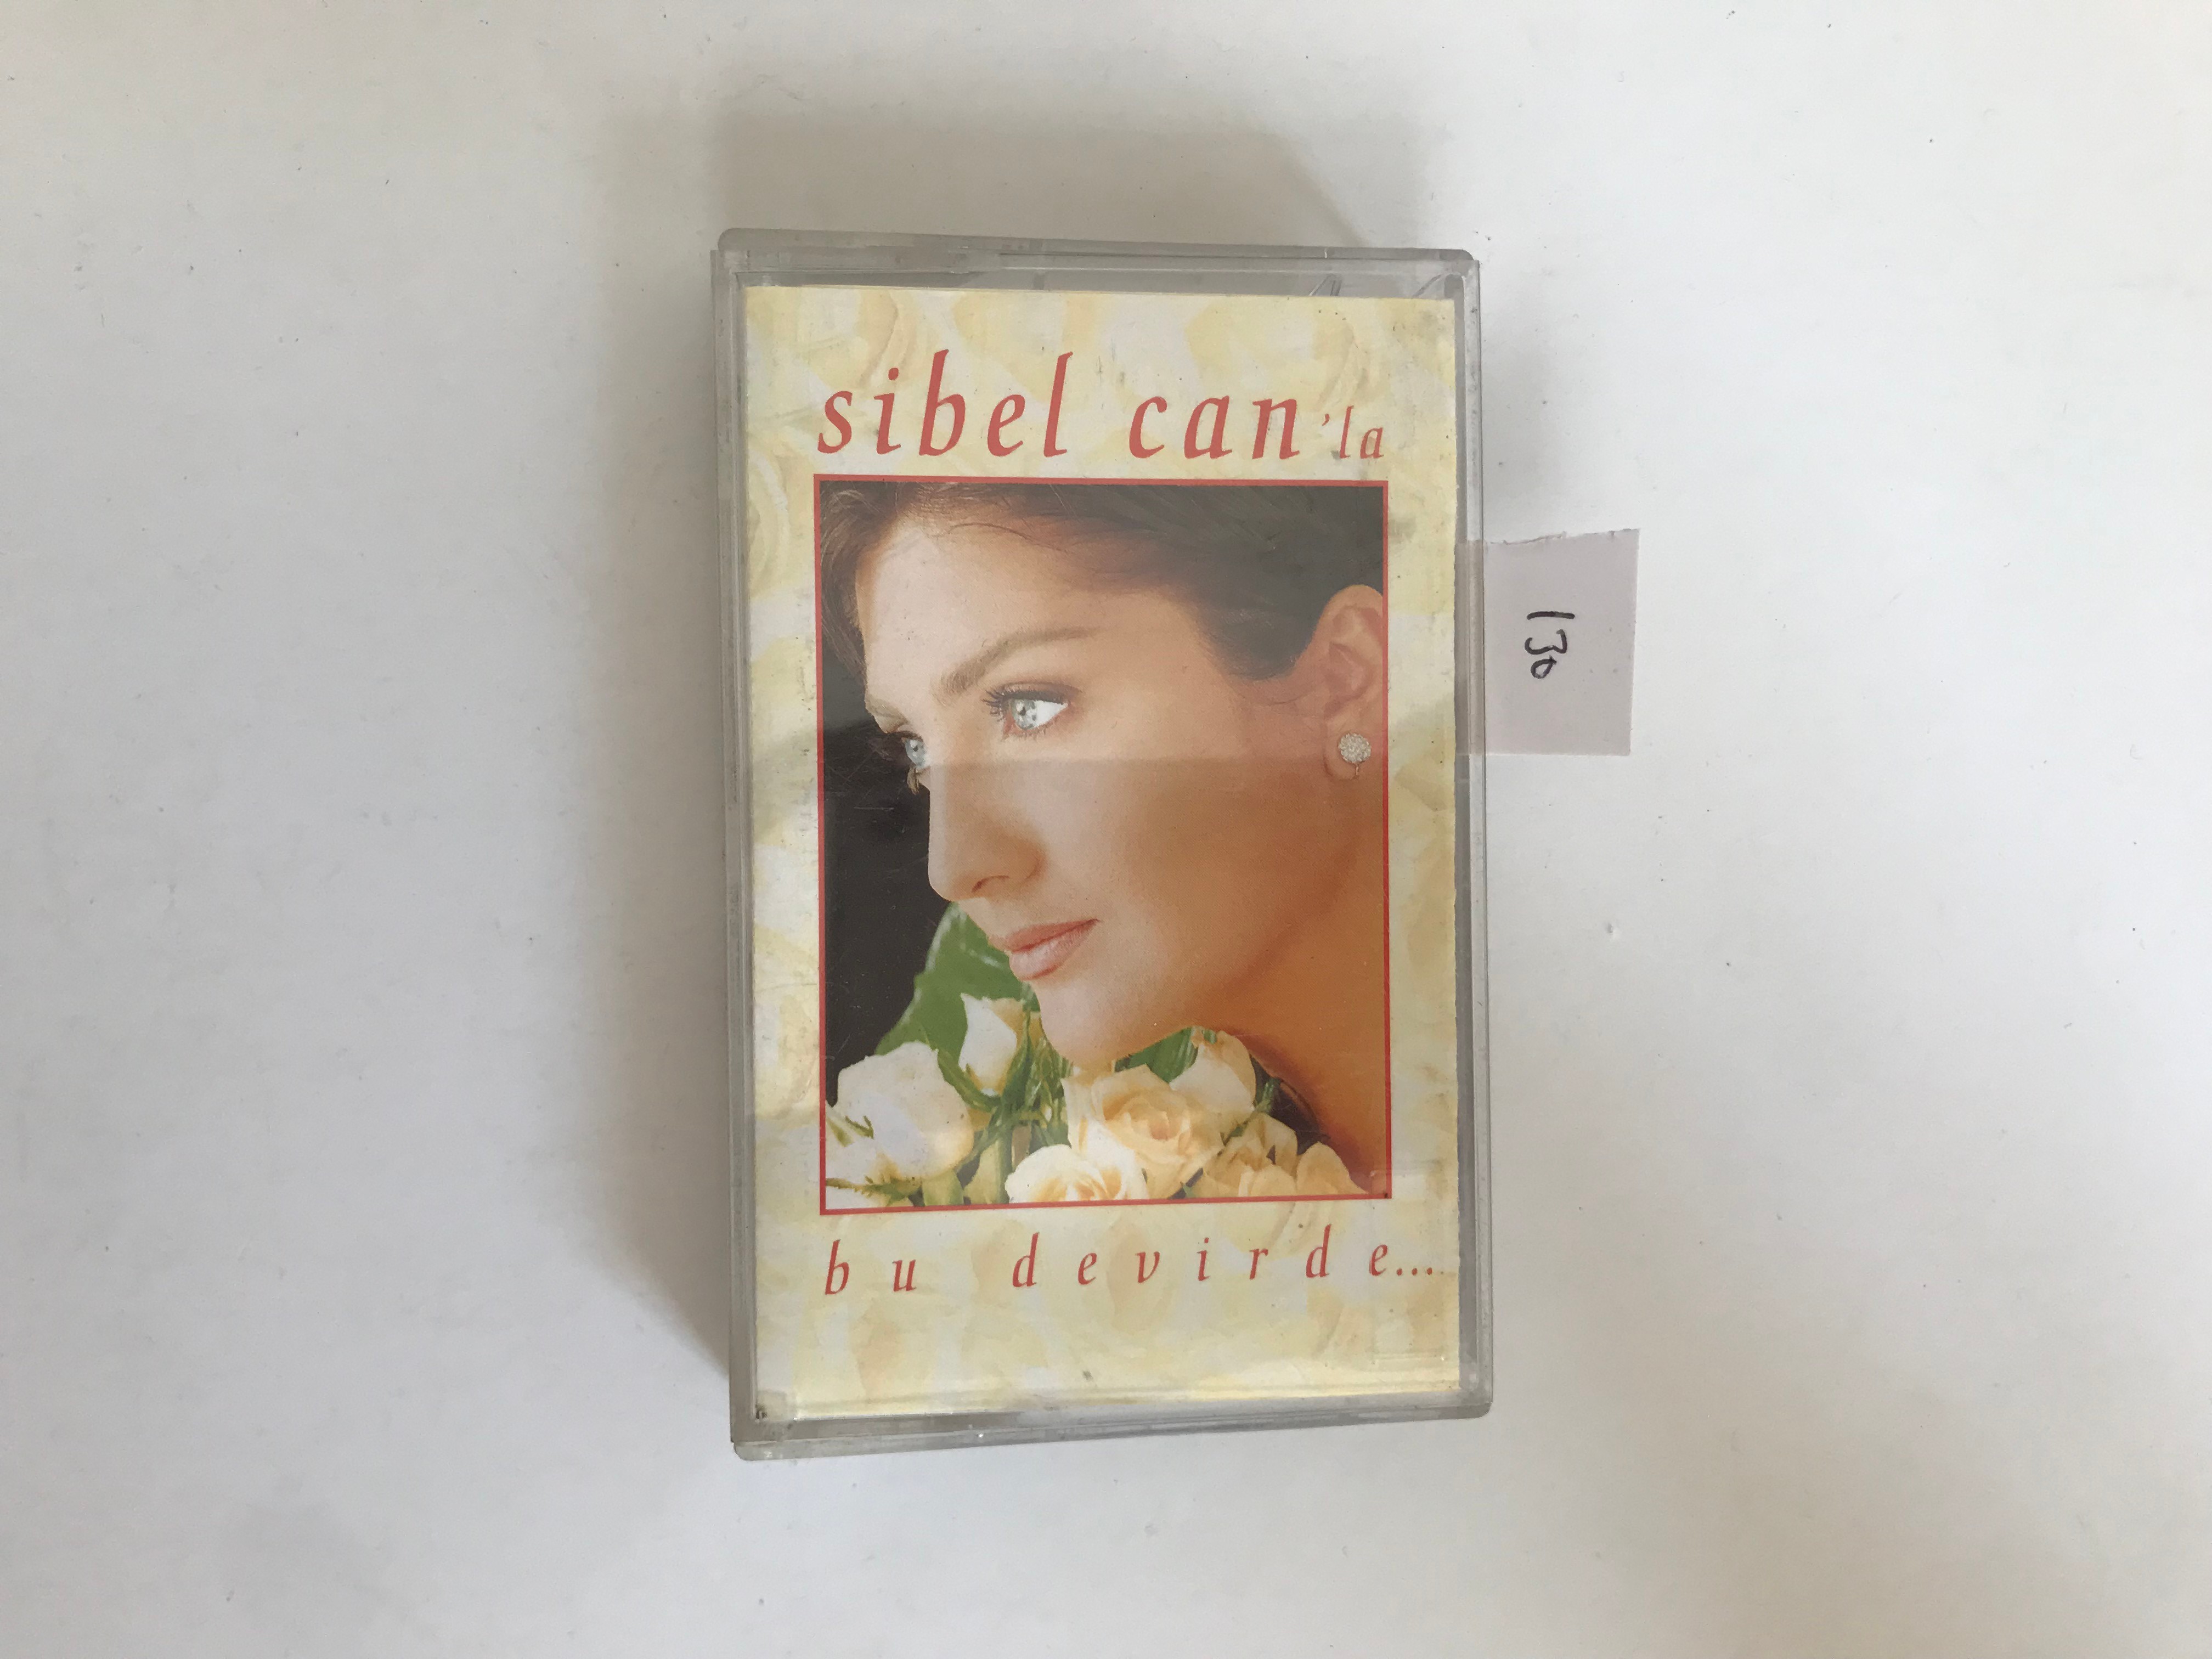 sibel can'la
130
bu devirde...